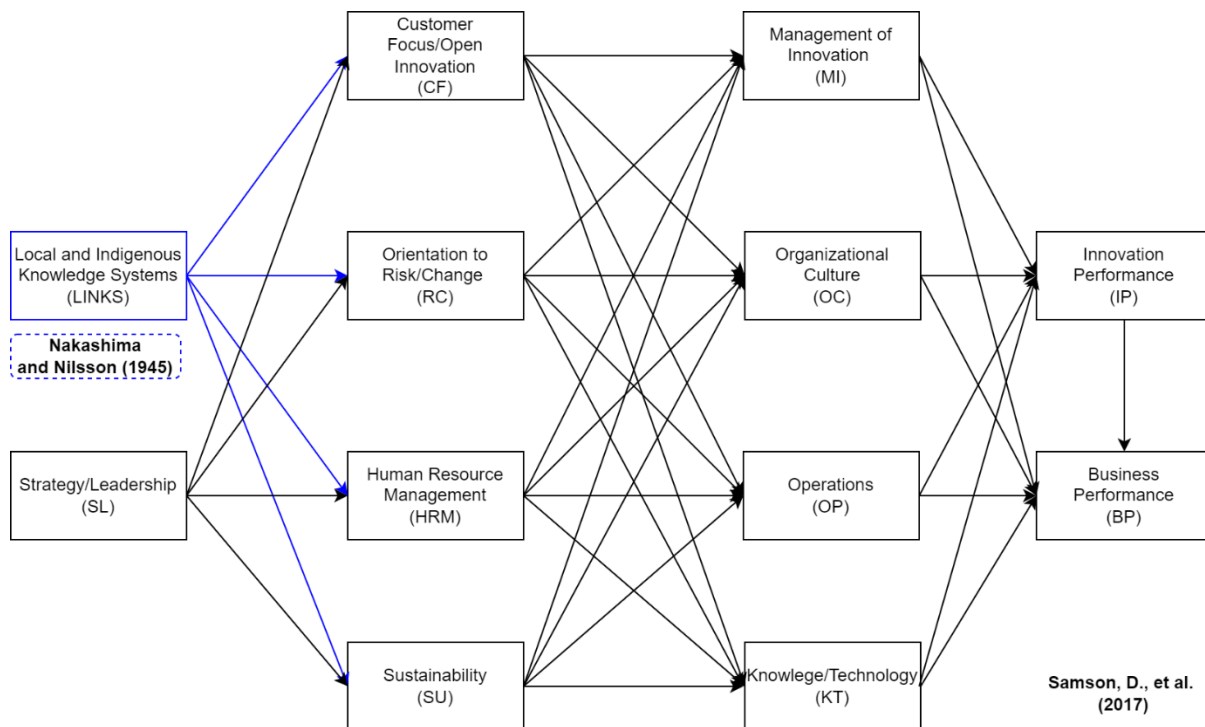 Customer
Focus/Open
Innovation
(CF)
Management of
Innovation
(MI)
Local and Indigenous
Knowledge Systems
(LINKS)
Nakashima
and Nilsson (1945)
Orientation to
Risk/Change
(RC)
Organizational
Culture
(OC)
Innovation
Performance
(IP)
Strategy/Leadership
(SL)
Human Resource
Management
(HRM)
Operations
(OP)
Business
Performance
(BP)
Sustainability
(SU)
Knowlege/Technology
(KT)
Samson, D., et al.
(2017)